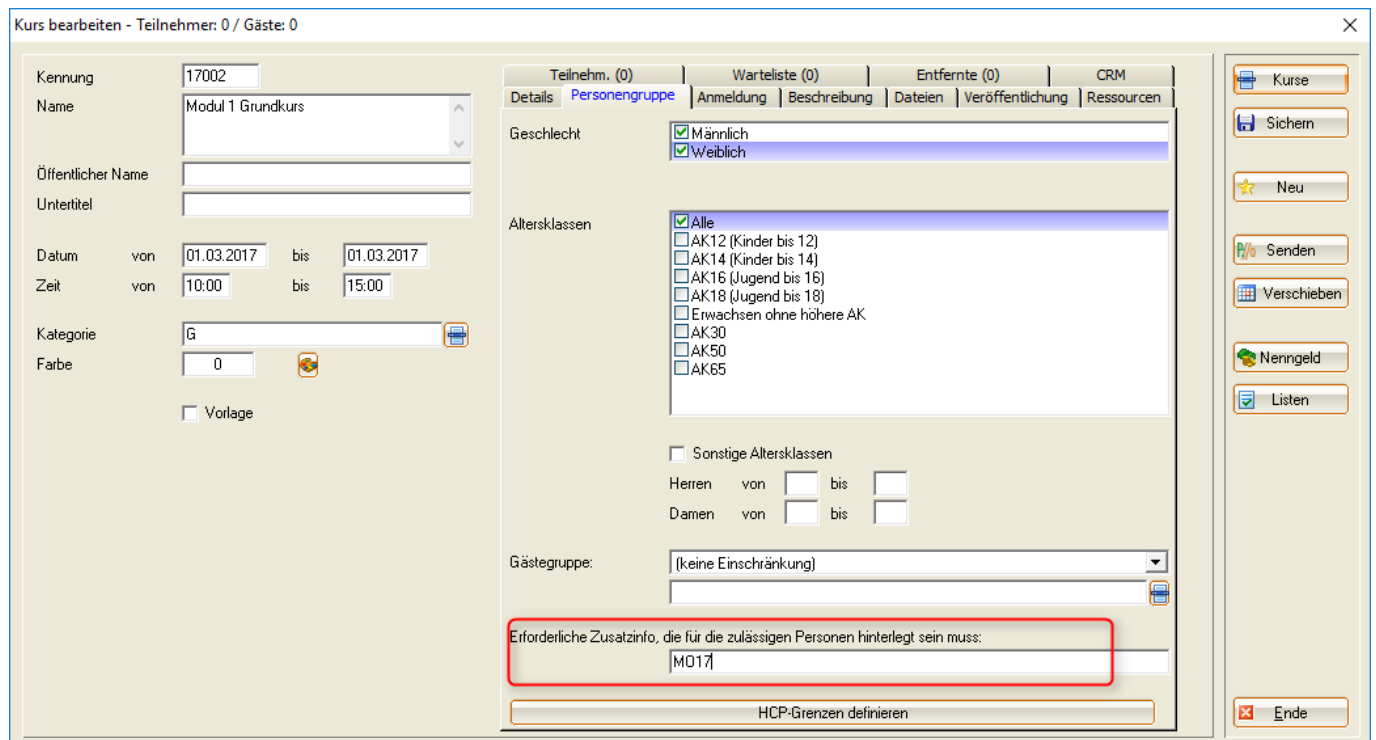 Kurs bearbeiten - Teilnehmer: 0 / Gäste: 0
Kennung 17002
Name Modul 1 Grundkurs
Öffentlicher Name
Untertitel
Datum von 01.03.2017 bis 01.03.2017
Zeit von 10:00 bis 15:00
Kategorie G
Farbe 0
Vorlage
Teilnehm. (0) Warteliste (0) Entfernte (0) CRM
Details Personengruppe Anmeldung Beschreibung Dateien Veröffentlichung Ressourcen
Geschlecht Männlich
Weiblich
Altersklassen Alle
AK12 (Kinder bis 12)
AK14 (Kinder bis 14)
AK16 (Jugend bis 16)
AK18 (Jugend bis 18)
Erwachsen ohne höhere AK
AK30
AK50
AK65
Sonstige Altersklassen
Herren von bis
Damen von bis
Gästegruppe: (keine Einschränkung)
Erforderliche Zusatzinfo, die für die zulässigen Personen hinterlegt sein muss:
MO17
HCP-Grenzen definieren
Kurse
Sichern
Neu
Senden
Verschieben
Nenngeld
Listen
Ende